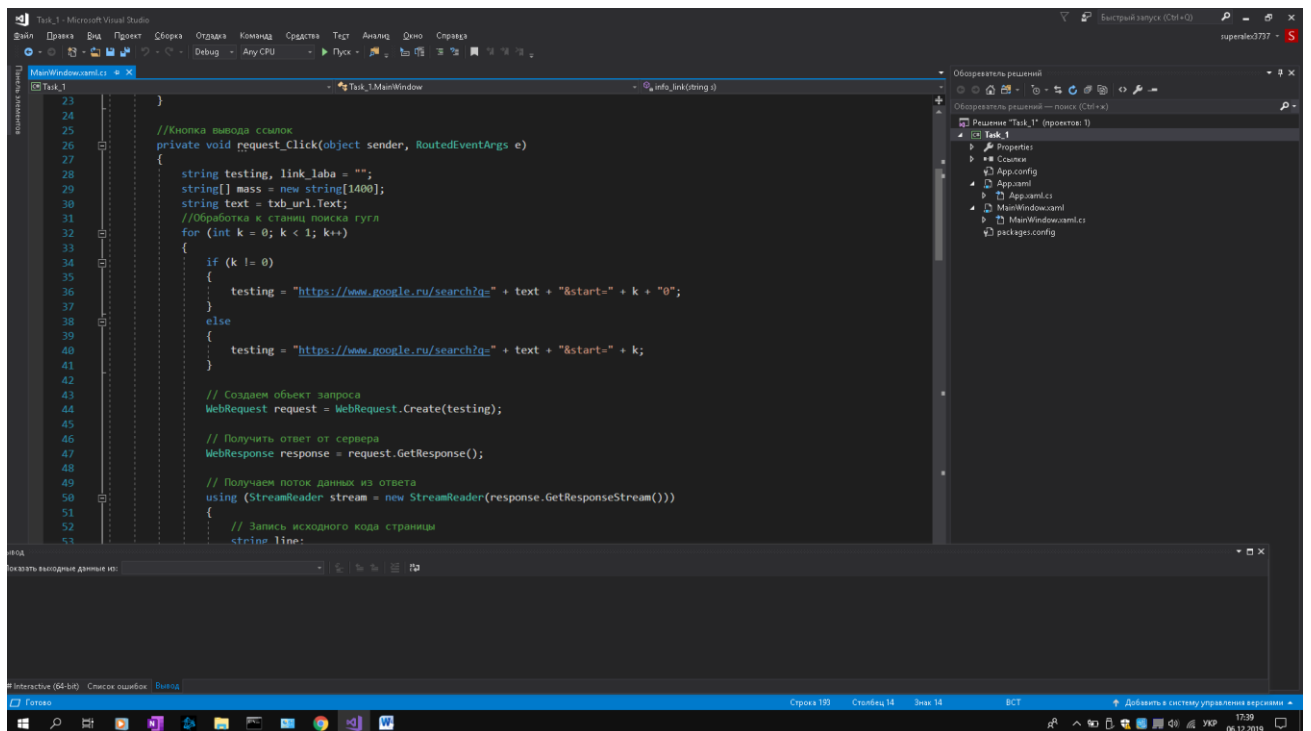 Task_1 - Microsoft Visual Studio
Быстрый запуск (Ctrl+Q)
Файл Правка Вид Проект Сборка Отладка Команда Средства Тест Анализ Окно Справка
superalex3737
S
Debug Any CPU Пуск
Панель элементов
MainWindow.xaml.cs
Task_1 Task_1.MainWindow info_link(string s)
23 }
24
25 //Кнопка вывода ссылок
26 private void request_Click(object sender, RoutedEventArgs e)
27 {
28 string testing, link_laba = "";
29 string[] mass = new string[1400];
30 string text = txb_url.Text;
31 //Обработка к станиц поиска гугл
32 for (int k = 0; k < 1; k++)
33 {
34 if (k != 0)
35 {
36 testing = "https://www.google.ru/search?q=" + text + "&start=" + k + "0";
37 }
38 else
39 {
40 testing = "https://www.google.ru/search?q=" + text + "&start=" + k;
41 }
42
43 // Создаем объект запроса
44 WebRequest request = WebRequest.Create(testing);
45
46 // Получить ответ от сервера
47 WebResponse response = request.GetResponse();
48
49 // Получаем поток данных из ответа
50 using (StreamReader stream = new StreamReader(response.GetResponseStream()))
51 {
52 // Запись исходного кода страницы
53 string line;
Обозреватель решений
Обозреватель решений — поиск (Ctrl+ж)
Решение "Task_1" (проектов: 1)
Task_1
Properties
Ссылки
App.config
App.xaml
App.xaml.cs
MainWindow.xaml
MainWindow.xaml.cs
packages.config
ывод
Показать выходные данные из:
# Interactive (64-bit) Список ошибок Вывод
Готово
Строка 193 Столбец 14 Знак 14 ВСТ
Добавить в систему управления версиями
УКР
17:39
06.12.2019